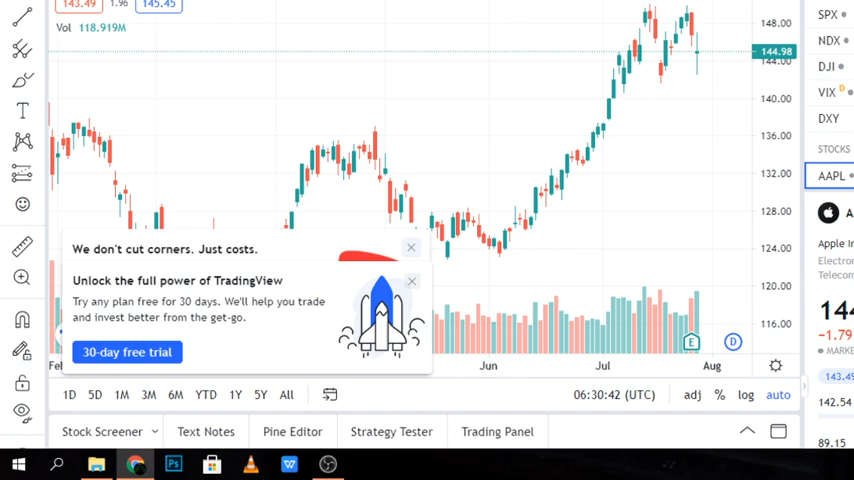 143.49 1.96 145.45
Vol 118.919M
148.00
144.98
144.00
140.00
136.00
132.00
128.00
124.00
120.00
116.00
SPX
NDX
DJI
VIX D
DXY
STOCKS
AAPL
Apple In
Electron
Telecom
144
−1.79
MARKE
143.49
142.54
89.15
We don't cut corners. Just costs.
Unlock the full power of TradingView
Try any plan free for 30 days. We'll help you trade
and invest better from the get-go.
30-day free trial
E D
Feb Jun Jul Aug
1D 5D 1M 3M 6M YTD 1Y 5Y All 06:30:42 (UTC) adj % log auto
Stock Screener Text Notes Pine Editor Strategy Tester Trading Panel
Ps W